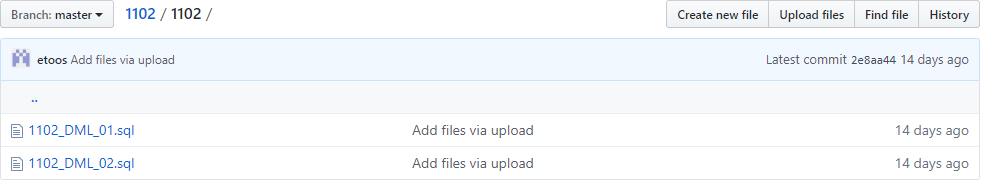 Branch: master 1102 / 1102 / Create new file Upload files Find file History
etoos Add files via upload Latest commit 2e8aa44 14 days ago
..
1102_DML_01.sql Add files via upload 14 days ago
1102_DML_02.sql Add files via upload 14 days ago